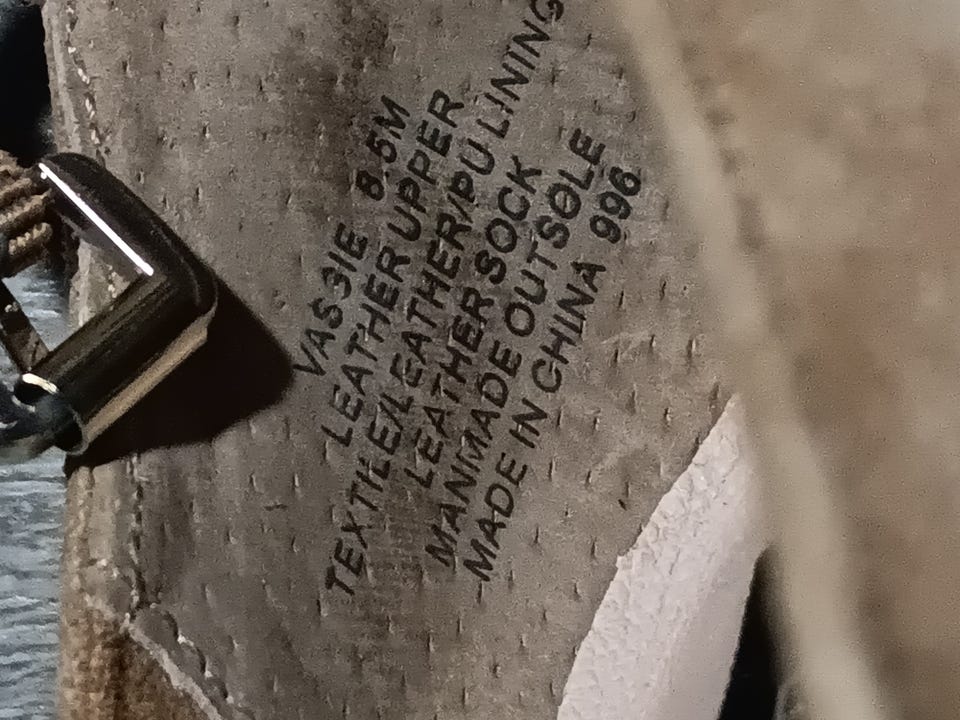 VASSIE 8.5M
LEATHER UPPER
TEXTILE/LEATHER/PU LINING
LEATHER SOCK
MANMADE OUTSOLE
MADE IN CHINA 996